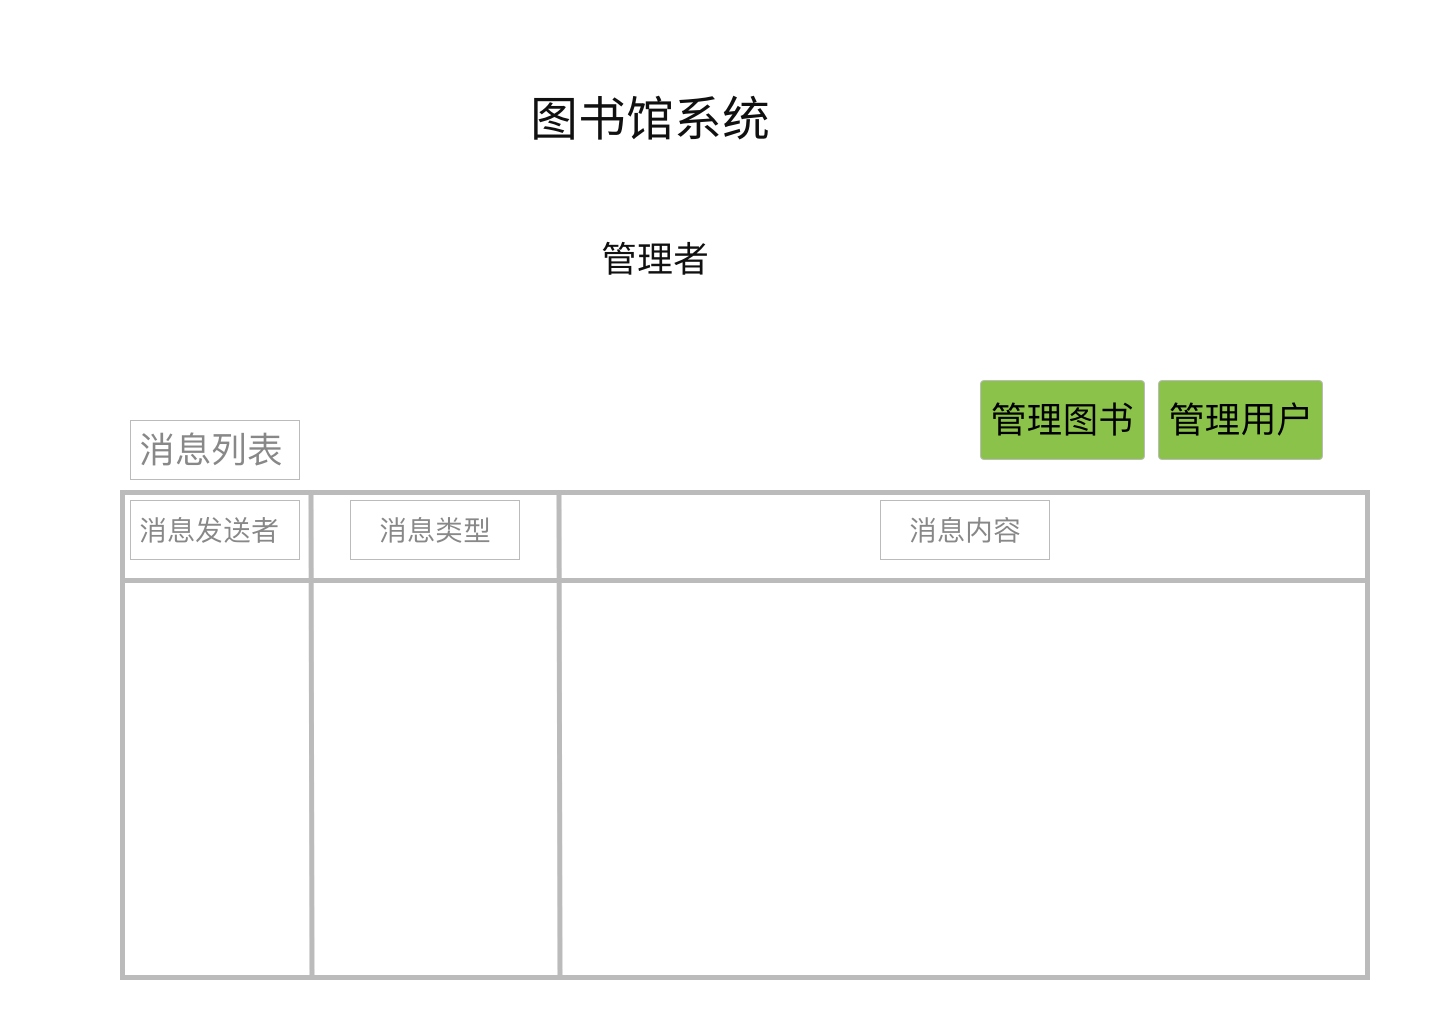 图书馆系统
管理者
管理图书
管理用户
消息列表
消息发送者
消息类型
消息内容